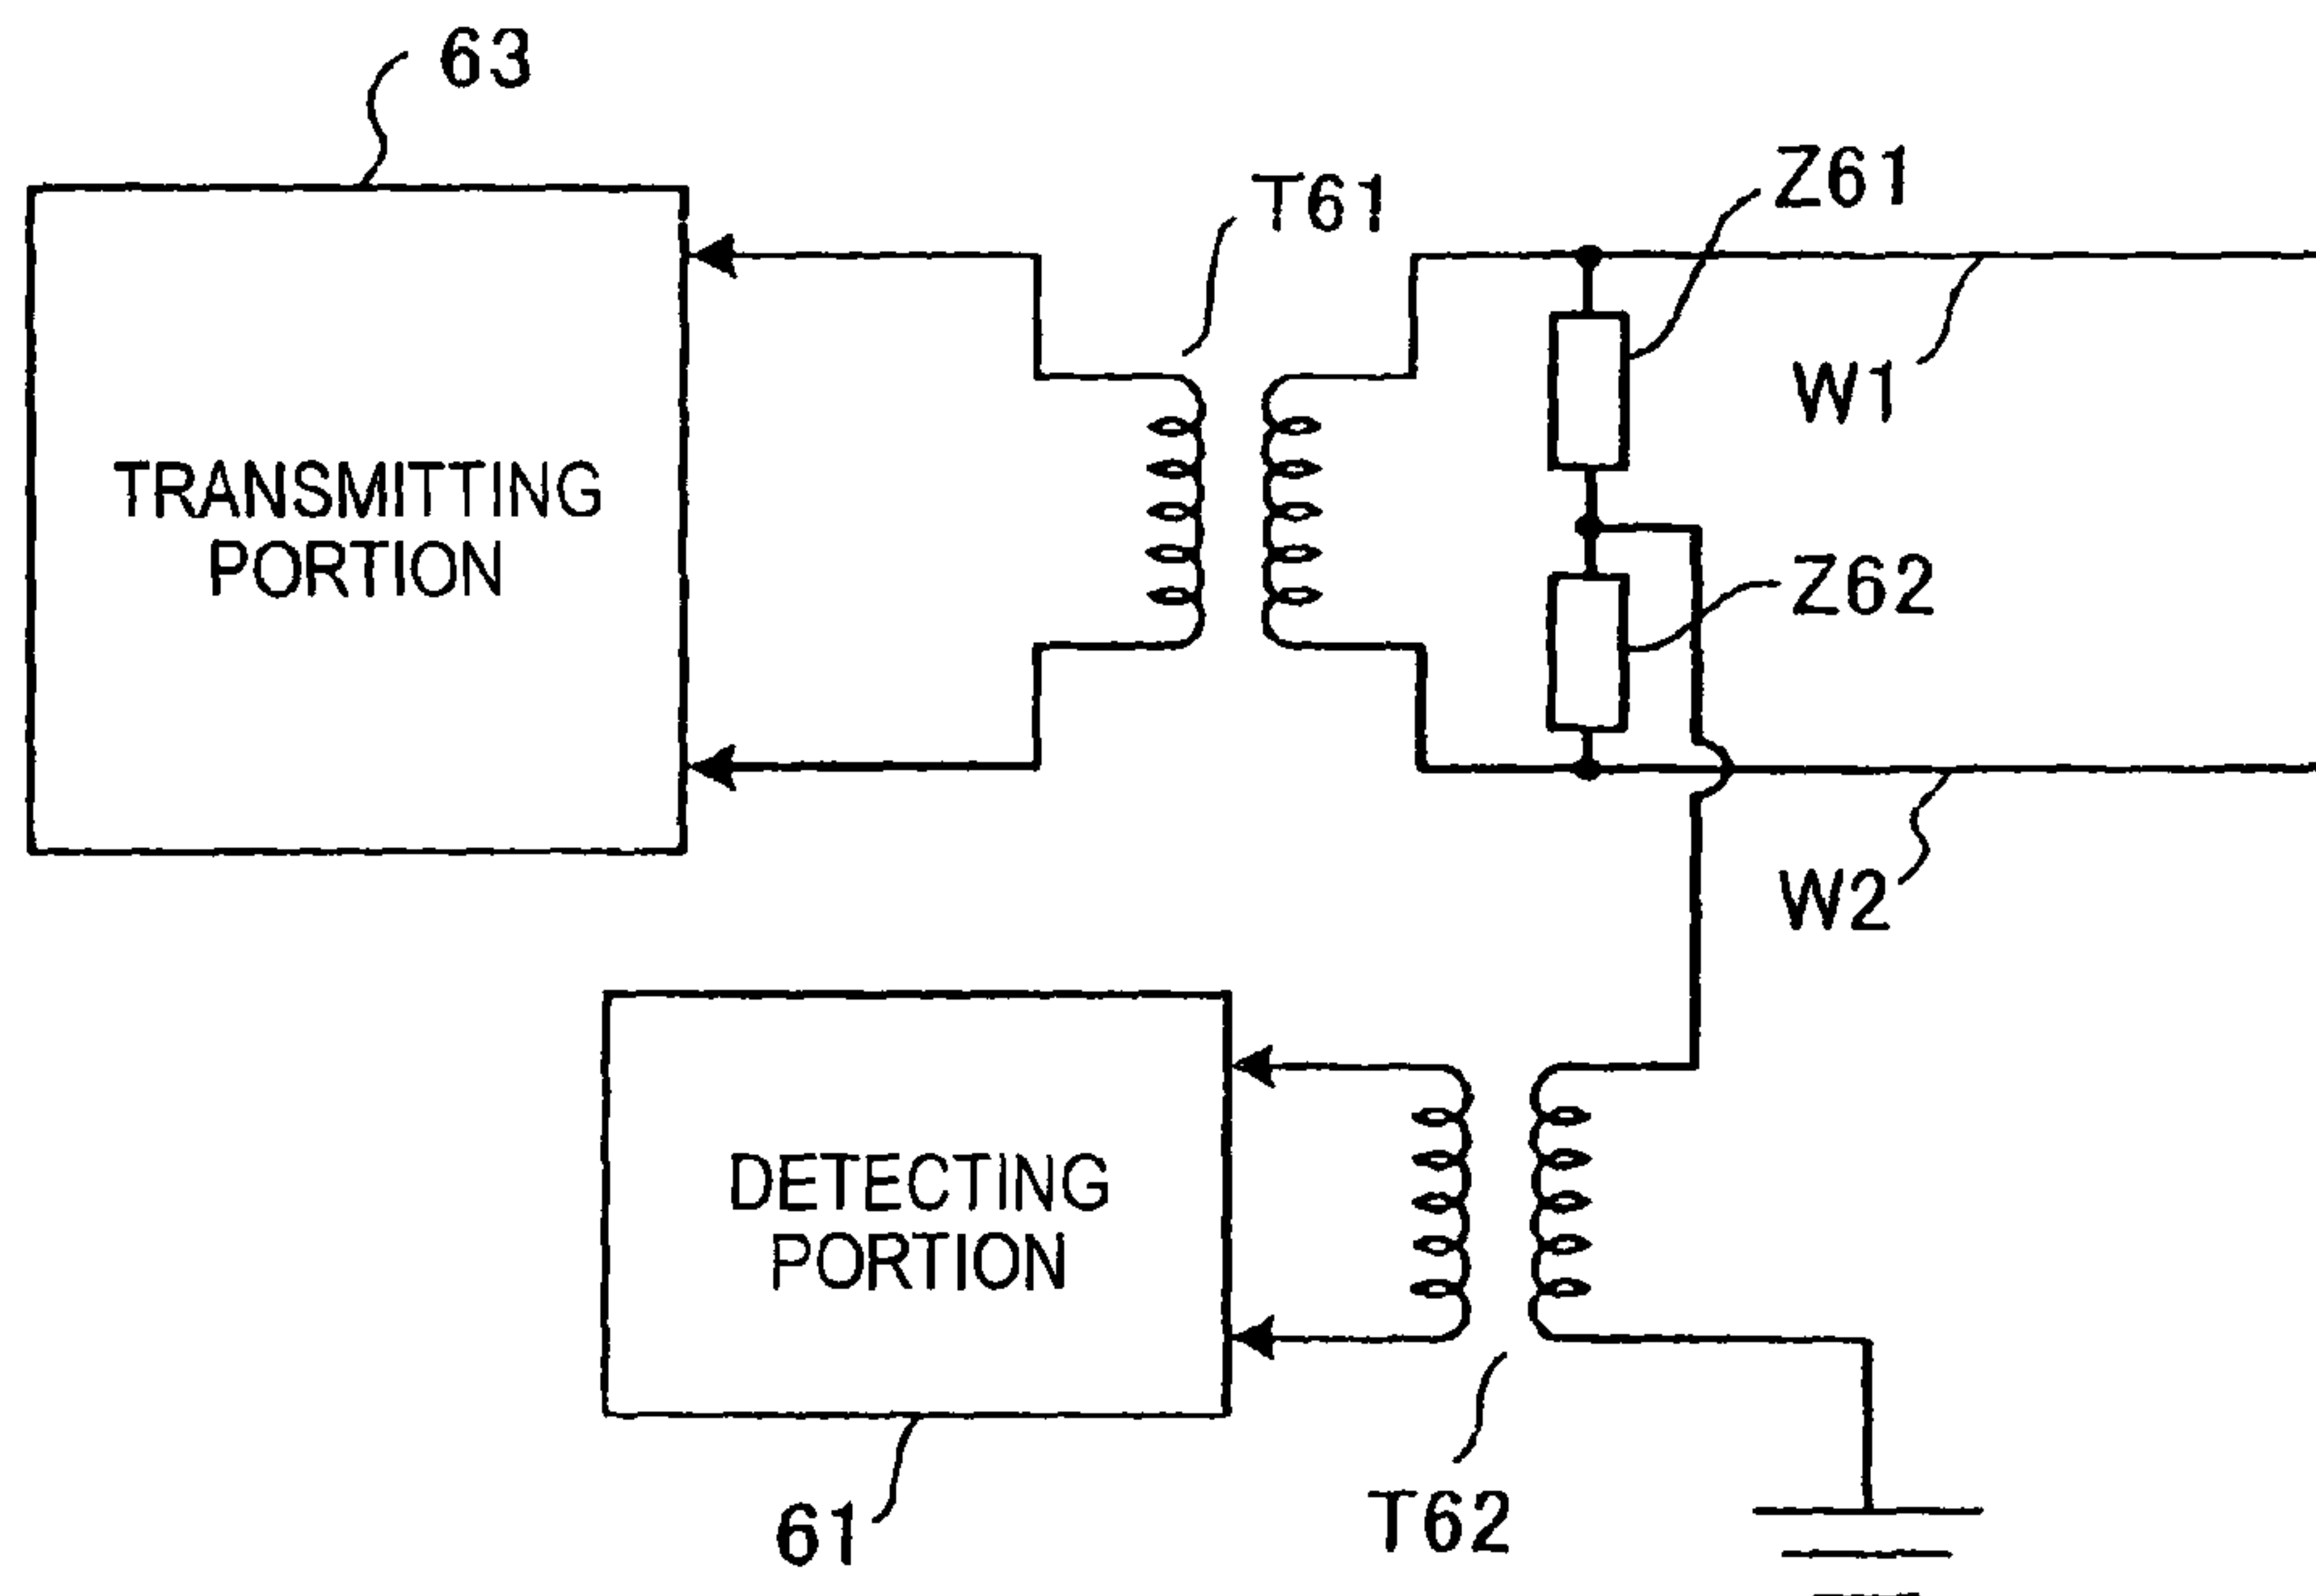 63
T61
Z61
W1
TRANSMITTING
PORTION
Z62
W2
DETECTING
PORTION
61
T62